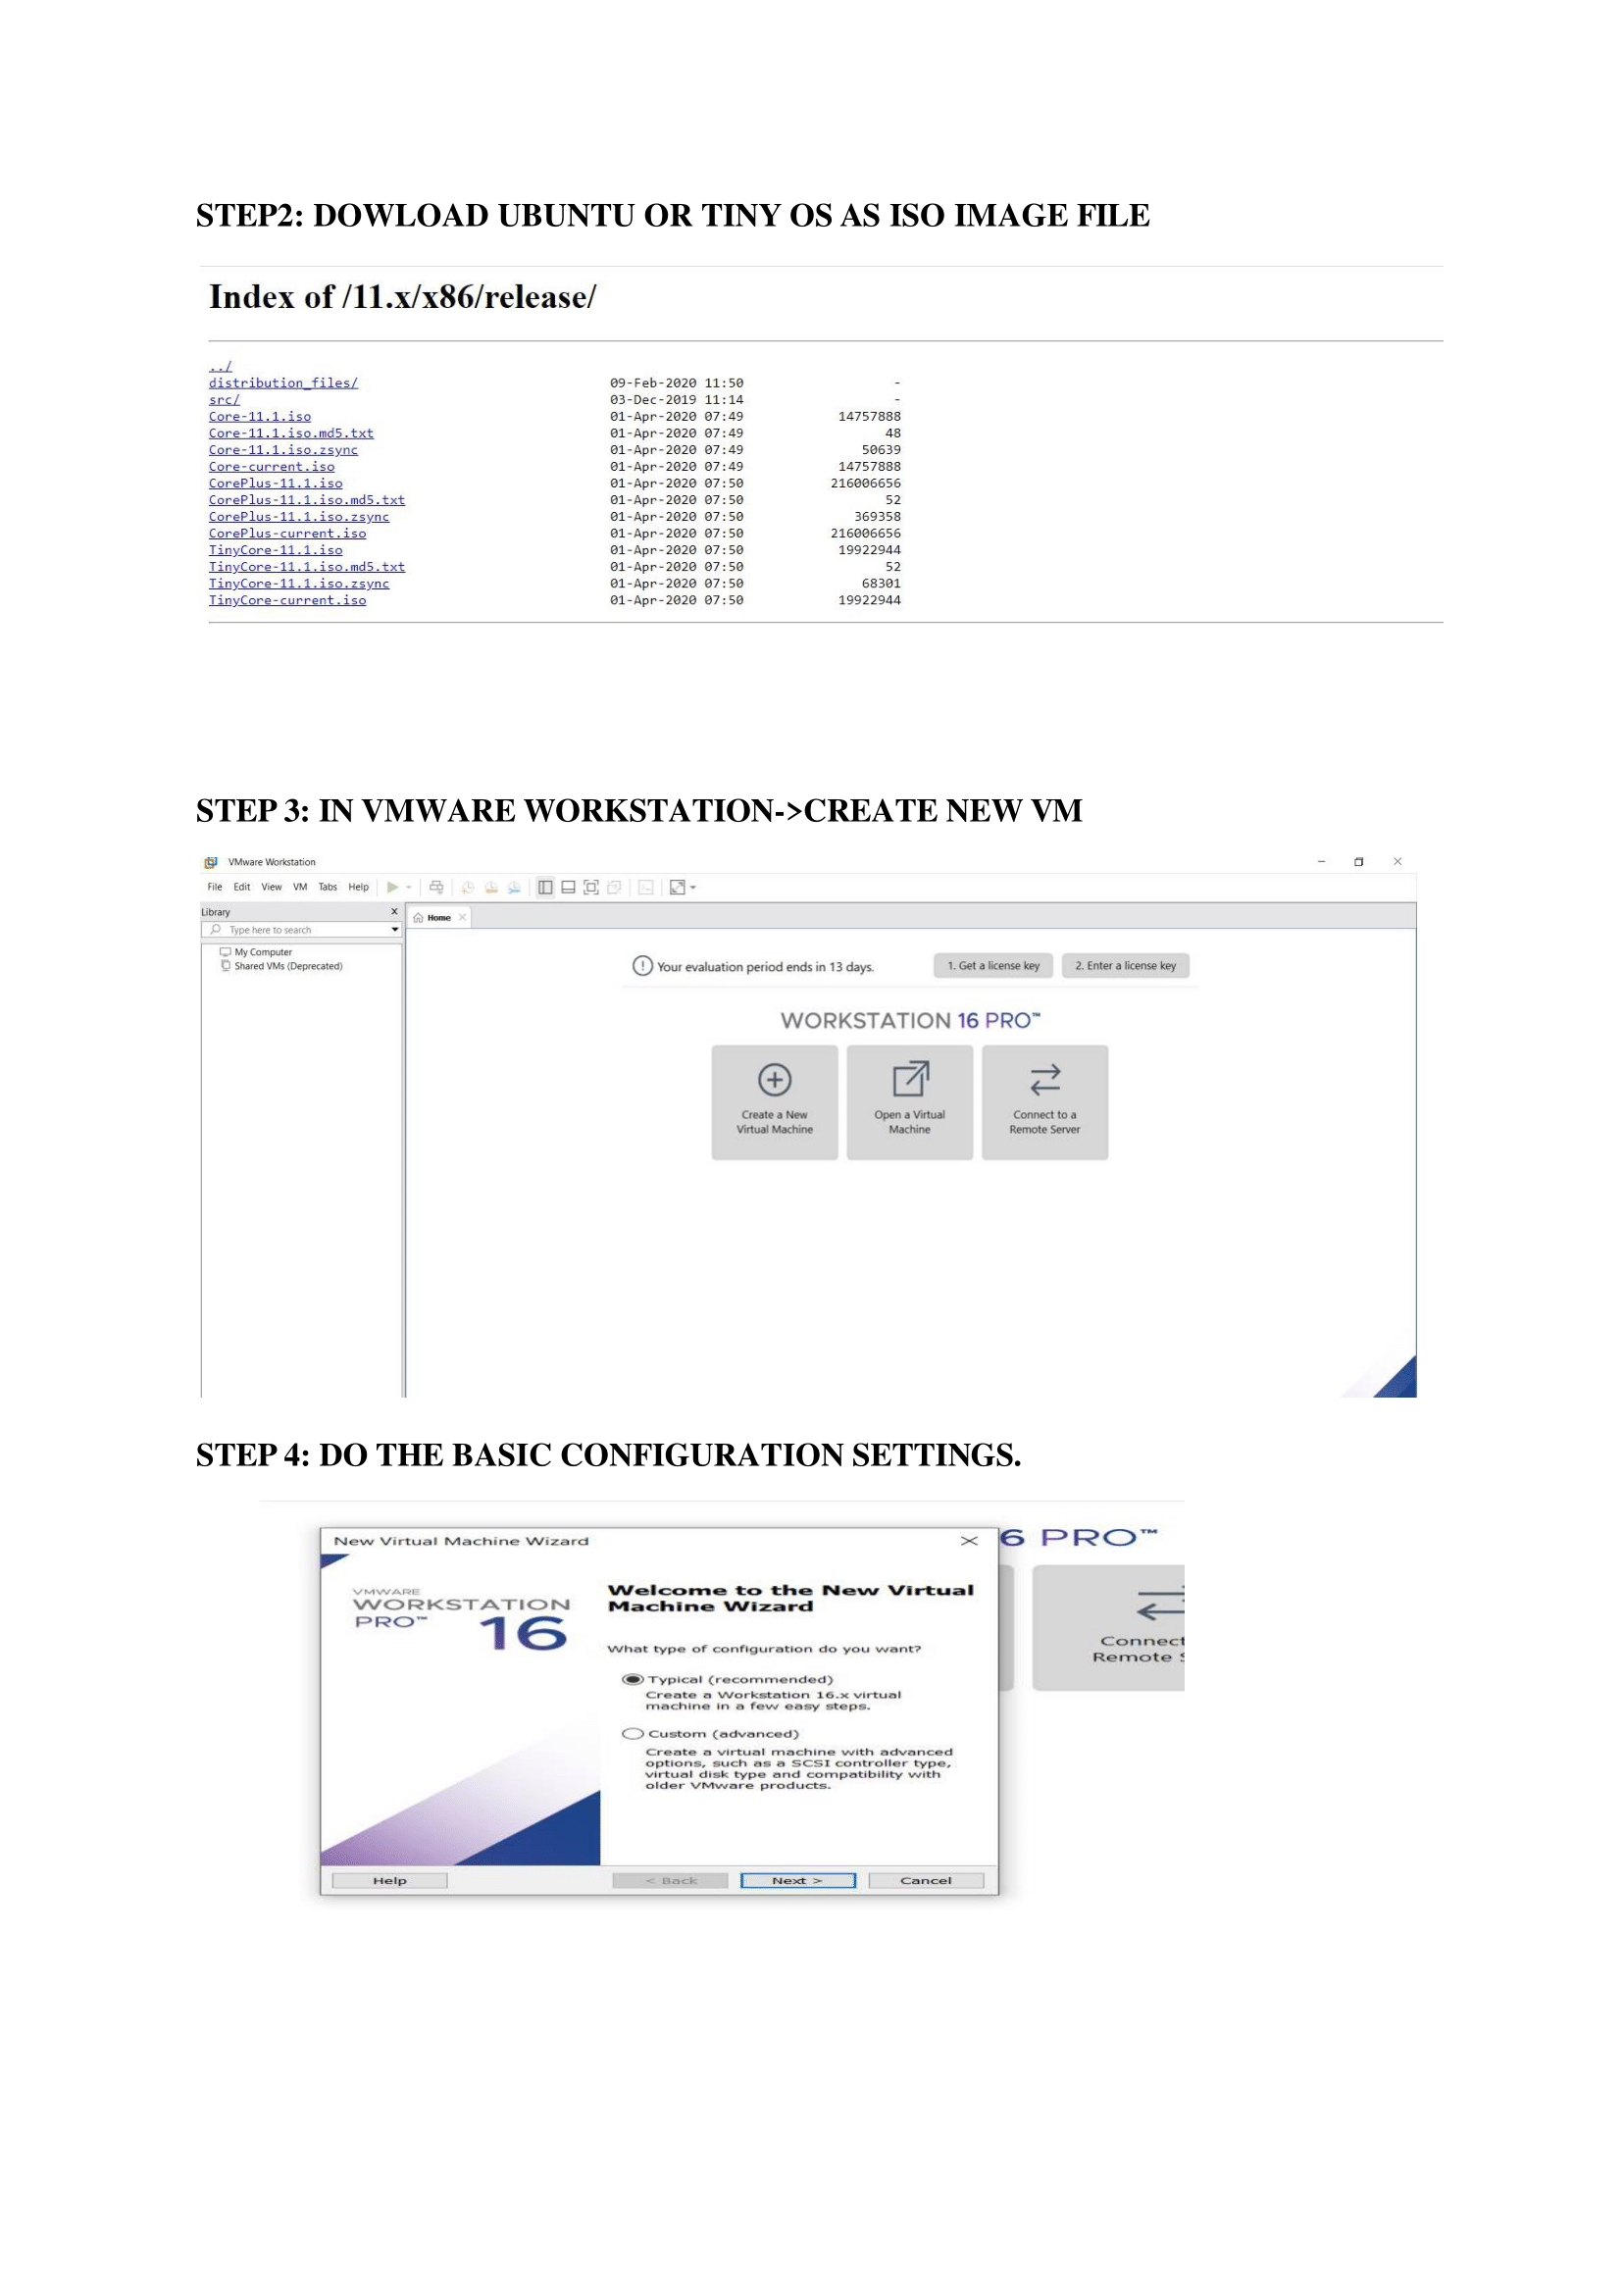 STEP2: DOWLOAD UBUNTU OR TINY OS AS ISO IMAGE FILE
Index of /11.x/x86/release/
../
distribution_files/ 09-Feb-2020 11:50 -
src/ 03-Dec-2019 11:14 -
Core-11.1.iso 01-Apr-2020 07:49 14757888
Core-11.1.iso.md5.txt 01-Apr-2020 07:49 48
Core-11.1.iso.zsync 01-Apr-2020 07:49 50639
Core-current.iso 01-Apr-2020 07:49 14757888
CorePlus-11.1.iso 01-Apr-2020 07:50 216006656
CorePlus-11.1.iso.md5.txt 01-Apr-2020 07:50 52
CorePlus-11.1.iso.zsync 01-Apr-2020 07:50 369358
CorePlus-current.iso 01-Apr-2020 07:50 216006656
TinyCore-11.1.iso 01-Apr-2020 07:50 19922944
TinyCore-11.1.iso.md5.txt 01-Apr-2020 07:50 52
TinyCore-11.1.iso.zsync 01-Apr-2020 07:50 68301
TinyCore-current.iso 01-Apr-2020 07:50 19922944
STEP 3: IN VMWARE WORKSTATION->CREATE NEW VM
VMware Workstation
File Edit View VM Tabs Help
Library
Type here to search
My Computer
Shared VMs (Deprecated)
Home
Your evaluation period ends in 13 days.
1. Get a license key
2. Enter a license key
WORKSTATION 16 PRO™
Create a New
Virtual Machine
Open a Virtual
Machine
Connect to a
Remote Server
STEP 4: DO THE BASIC CONFIGURATION SETTINGS.
New Virtual Machine Wizard
6 PRO™
VMWARE
WORKSTATION
PRO™ 16
Welcome to the New Virtual
Machine Wizard
What type of configuration do you want?
Typical (recommended)
Create a Workstation 16.x virtual
machine in a few easy steps.
Custom (advanced)
Create a virtual machine with advanced
options, such as a SCSI controller type,
virtual disk type and compatibility with
older VMware products.
Connect
Remote S
Help
< Back
Next >
Cancel